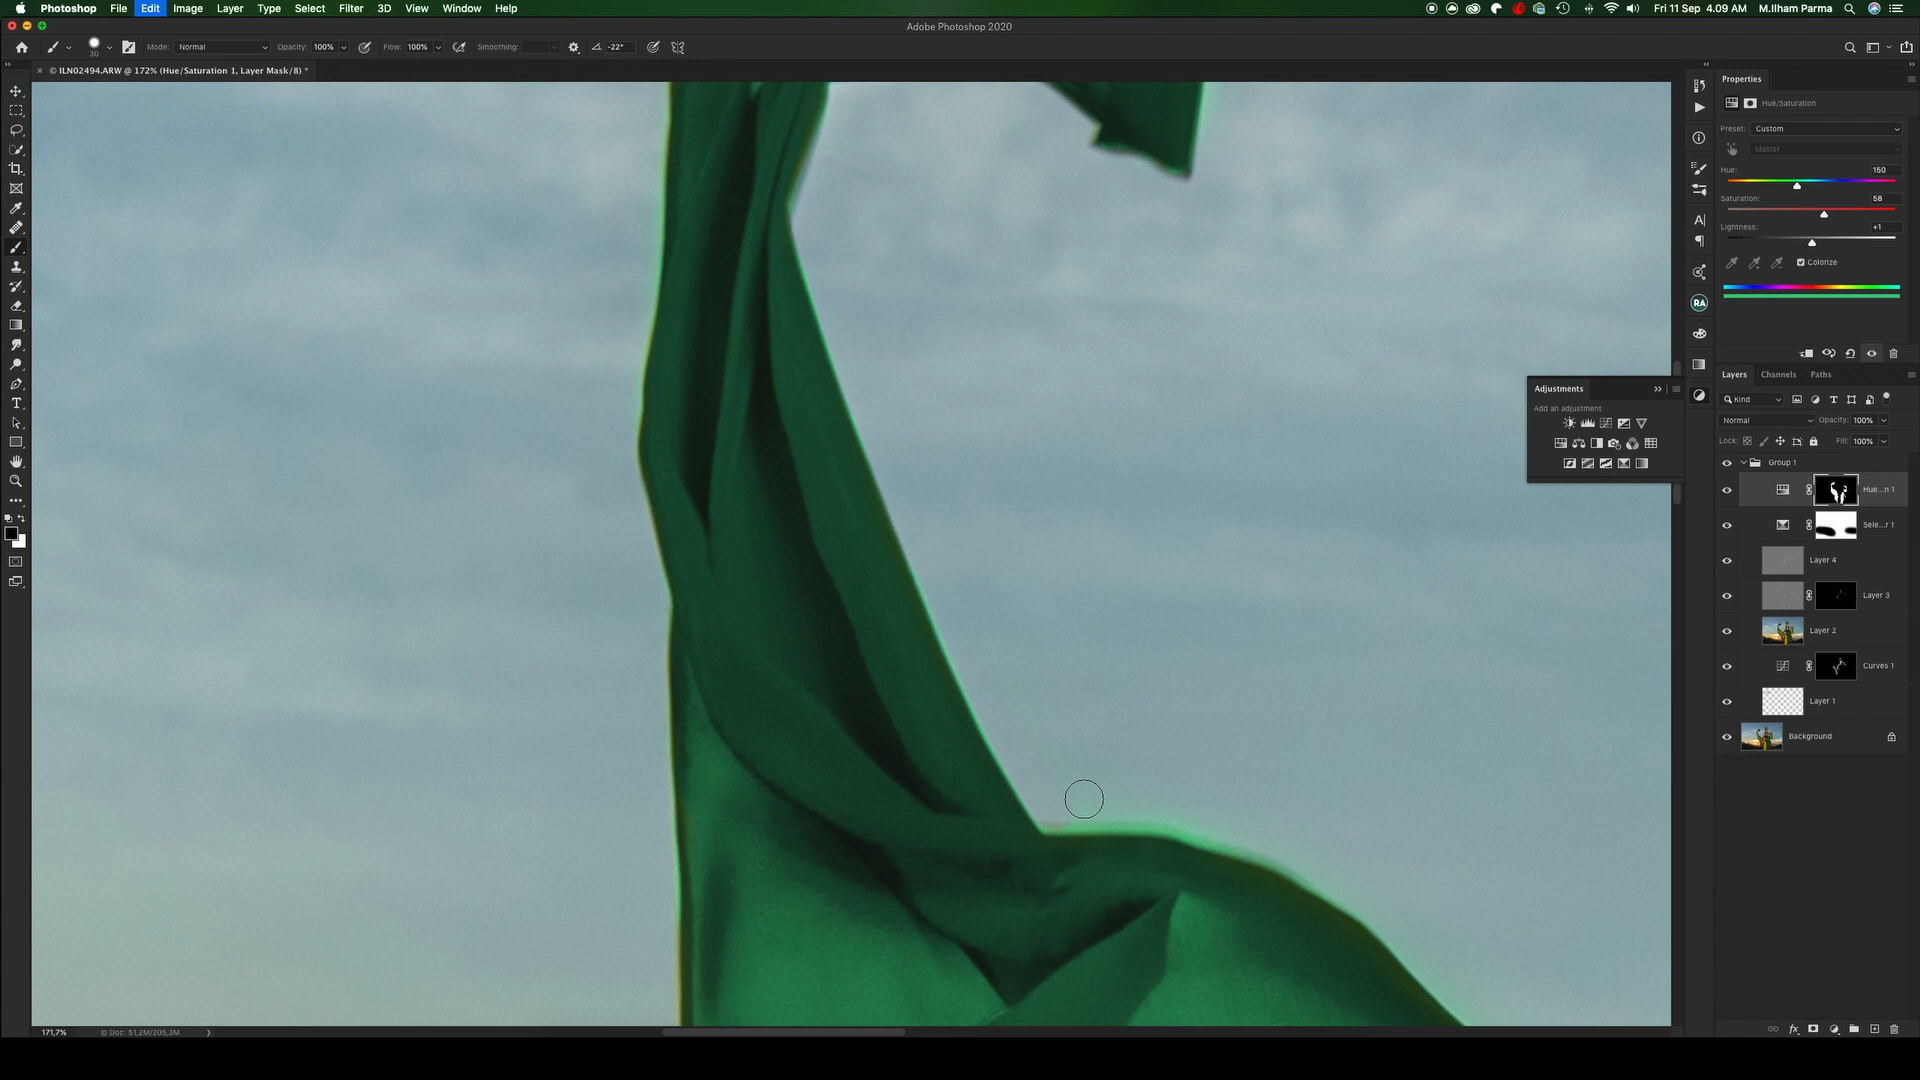 Photoshop File Edit Image Layer Type Select Filter 3D View Window Help
Fri 11 Sep 4.09 AM M.Ilham Parma
Adobe Photoshop 2020
30
Mode: Normal Opacity: 100% Flow: 100% Smoothing: -22°
× © ILN02494.ARW @ 172% (Hue/Saturation 1, Layer Mask/8) *
Properties
Hue/Saturation
Preset: Custom
Master
Hue: 150
Saturation: 58
Lightness: +1
Colorize
Adjustments
Add an adjustment
Layers Channels Paths
Kind
Normal Opacity: 100%
Lock: Fill: 100%
Group 1
Hue...n 1
Sele...r 1
Layer 4
Layer 3
Layer 2
Curves 1
Layer 1
Background
RA
171,7% © Doc: 51,2M/205,3M